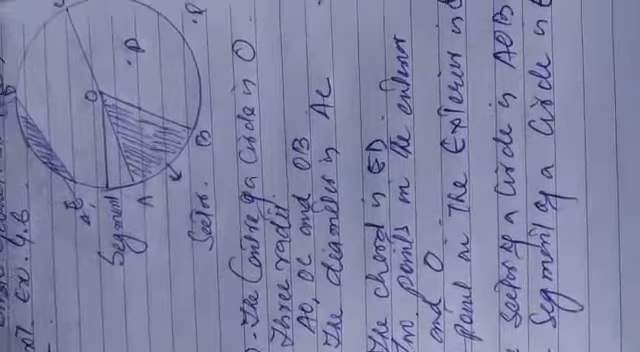 Ex. 4.6
C
P
Q
O
B
A
Segment
Sector
The Centre of a Circle is O
Three radii
AO, OC and OB
The diameter is AC
The chord is ED
Two points in the
and O
Point in The Exterior is
Sector of a Circle is AOB
Segment of a Circle is